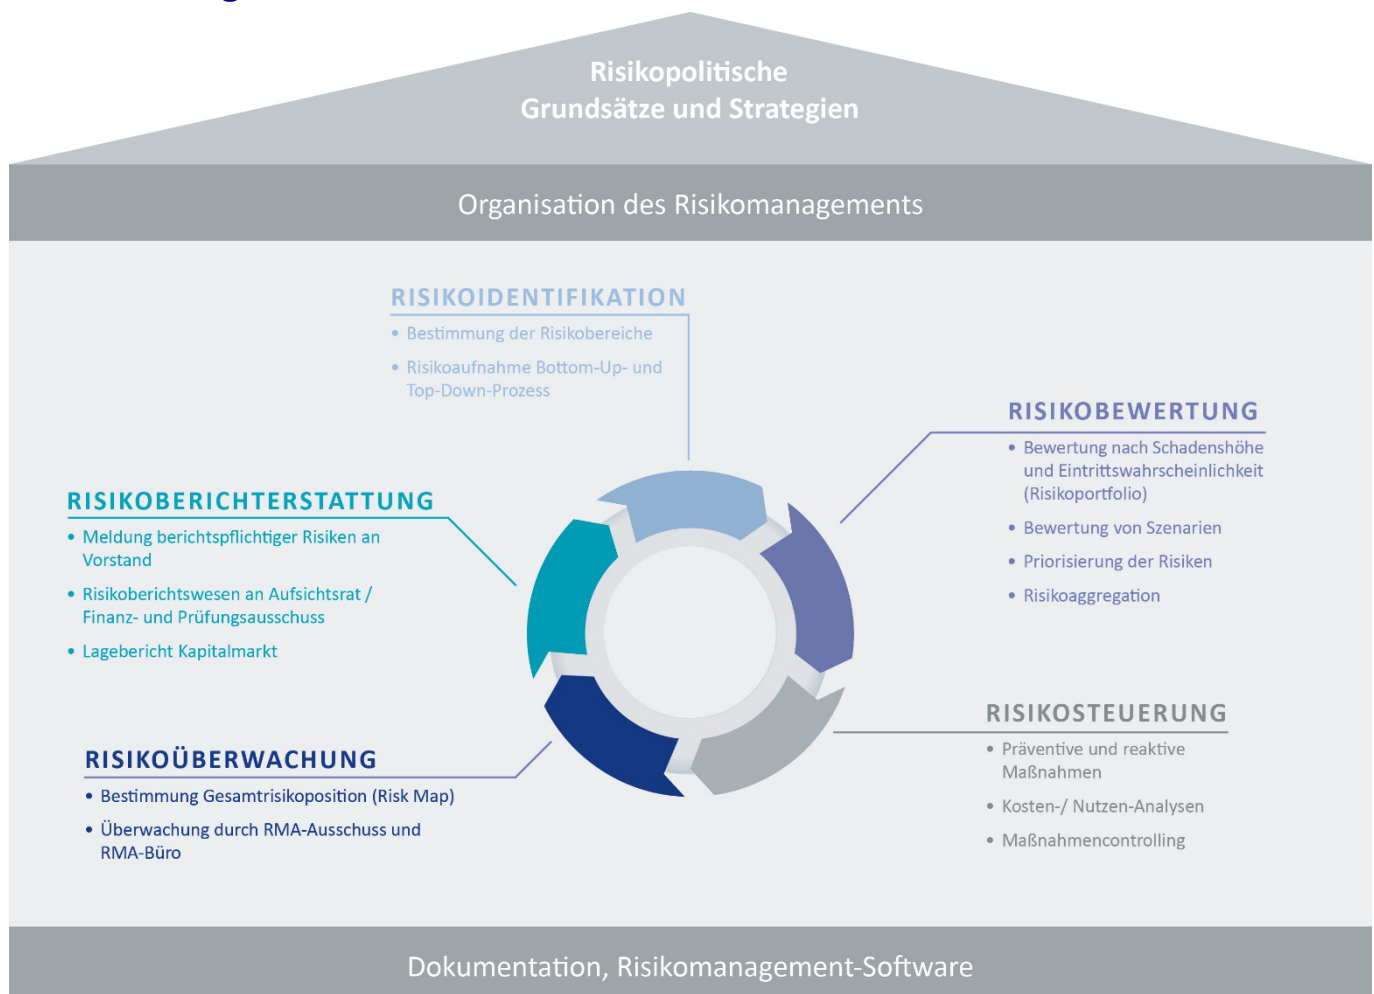 Risikopolitische
Grundsätze und Strategien
Organisation des Risikomanagements
RISIKOIDENTIFIKATION
• Bestimmung der Risikobereiche
• Risikoaufnahme Bottom-Up- und
Top-Down-Prozess
RISIKOBEWERTUNG
• Bewertung nach Schadenshöhe
und Eintrittswahrscheinlichkeit
(Risikoportfolio)
• Bewertung von Szenarien
• Priorisierung der Risiken
• Risikoaggregation
RISIKOBERICHTERSTATTUNG
• Meldung berichtspflichtiger Risiken an
Vorstand
• Risikoberichtswesen an Aufsichtsrat /
Finanz- und Prüfungsausschuss
• Lagebericht Kapitalmarkt
RISIKOSTEUERUNG
• Präventive und reaktive
Maßnahmen
• Kosten-/ Nutzen-Analysen
• Maßnahmencontrolling
RISIKOÜBERWACHUNG
• Bestimmung Gesamtrisikoposition (Risk Map)
• Überwachung durch RMA-Ausschuss und
RMA-Büro
Dokumentation, Risikomanagement-Software